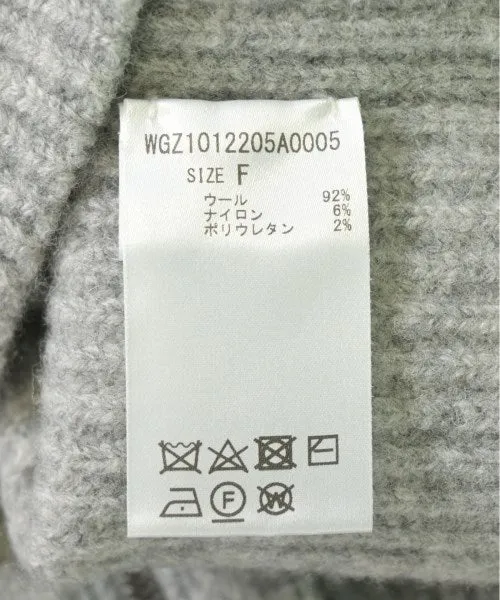 WGZ1012205A0005
SIZE F
ウール 92%
ナイロン 6%
ポリウレタン 2%
F
W